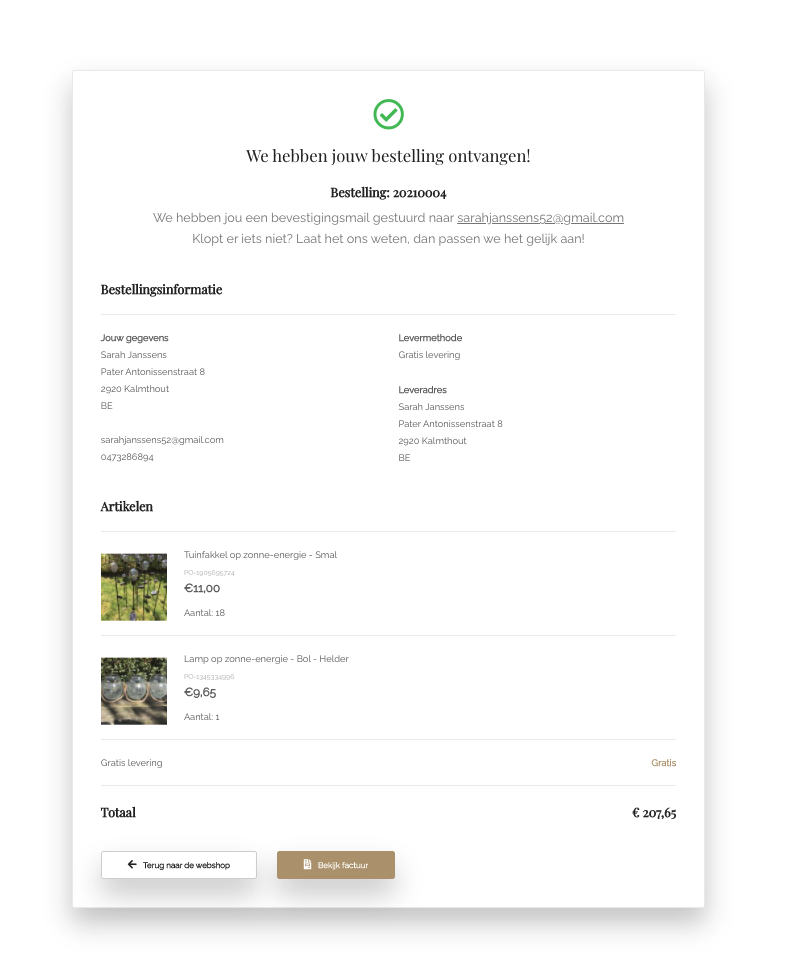 We hebben jouw bestelling ontvangen!
Bestelling: 20210004
We hebben jou een bevestigingsmail gestuurd naar sarahjanssens52@gmail.com
Klopt er iets niet? Laat het ons weten, dan passen we het gelijk aan!
Bestellingsinformatie
Jouw gegevens
Sarah Janssens
Pater Antonissenstraat 8
2920 Kalmthout
BE
sarahjanssens52@gmail.com
0473286894
Levermethode
Gratis levering
Leveradres
Sarah Janssens
Pater Antonissenstraat 8
2920 Kalmthout
BE
Artikelen
Tuinfakkel op zonne-energie - Smal
PO-1905695724
€11,00
Aantal: 18
Lamp op zonne-energie - Bol - Helder
PO-1345334996
€9,65
Aantal: 1
Gratis levering Gratis
Totaal € 207,65
Terug naar de webshop Bekijk factuur